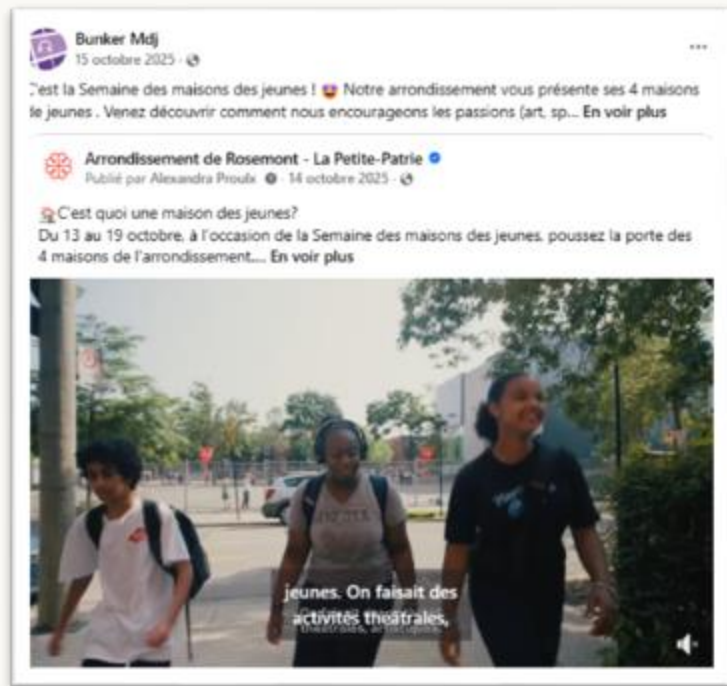 Bunker Mdj
15 octobre 2025 ·
'est la Semaine des maisons des jeunes ! 😍 Notre arrondissement vous présente ses 4 maisons
de jeunes . Venez découvrir comment nous encourageons les passions (art, sp... En voir plus
Arrondissement de Rosemont - La Petite-Patrie
Publié par Alexandra Proulx · 14 octobre 2025 ·
C'est quoi une maison des jeunes?
Du 13 au 19 octobre, à l'occasion de la Semaine des maisons des jeunes, poussez la porte des
4 maisons de l'arrondissement.... En voir plus
jeunes. On faisait des
activités théâtrales,